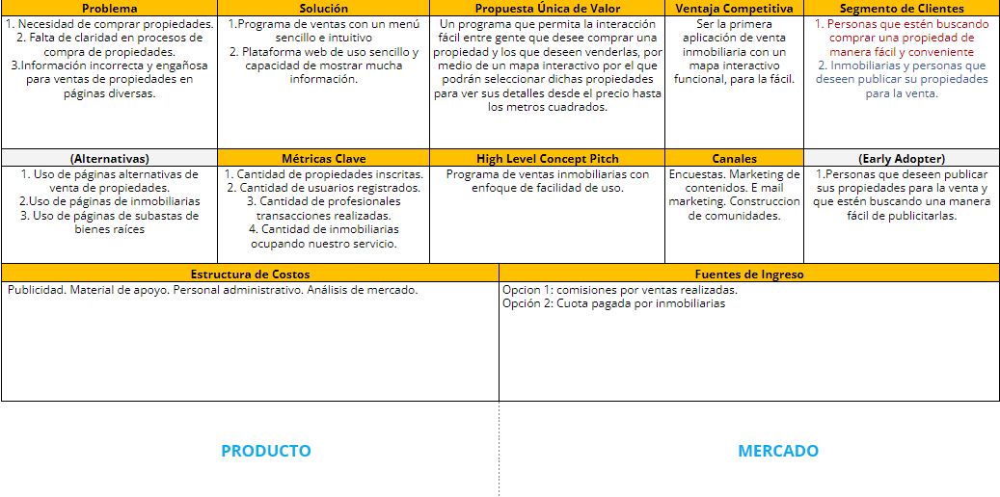 Problema
1. Necesidad de comprar propiedades.
2. Falta de claridad en procesos de
compra de propiedades.
3.Información incorrecta y engañosa
para ventas de propiedades en
páginas diversas.
Solución
1.Programa de ventas con un menú
sencillo e intuitivo
2. Plataforma web de uso sencillo y
capacidad de mostrar mucha
información.
Propuesta Única de Valor
Un programa que permita la interacción
fácil entre gente que desee comprar una
propiedad y los que deseen venderlas, por
medio de un mapa interactivo por el que
podrán seleccionar dichas propiedades
para ver sus detalles desde el precio hasta
los metros cuadrados.
Ventaja Competitiva
Ser la primera
aplicación de venta
inmobiliaria con un
mapa interactivo
funcional, para la fácil.
Segmento de Clientes
1. Personas que estén buscando
comprar una propiedad de
manera fácil y conveniente
2. Inmobiliarias y personas que
deseen publicar su propiedades
para la venta.
(Alternativas)
1. Uso de páginas alternativas de
venta de propiedades.
2.Uso de páginas de inmobiliarias
3. Uso de páginas de subastas de
bienes raíces
Métricas Clave
1. Cantidad de propiedades inscritas.
2. Cantidad de usuarios registrados.
3. Cantidad de profesionales
transacciones realizadas.
4. Cantidad de inmobiliarias
ocupando nuestro servicio.
High Level Concept Pitch
Programa de ventas inmobiliarias con
enfoque de facilidad de uso.
Canales
Encuestas. Marketing de
contenidos. E mail
marketing. Construccion
de comunidades.
(Early Adopter)
1.Personas que deseen publicar
sus propiedades para la venta y
que estén buscando una manera
fácil de publicitarlas.
Estructura de Costos
Publicidad. Material de apoyo. Personal administrativo. Análisis de mercado.
Fuentes de Ingreso
Opcion 1: comisiones por ventas realizadas.
Opción 2: Cuota pagada por inmobiliarias
PRODUCTO
MERCADO